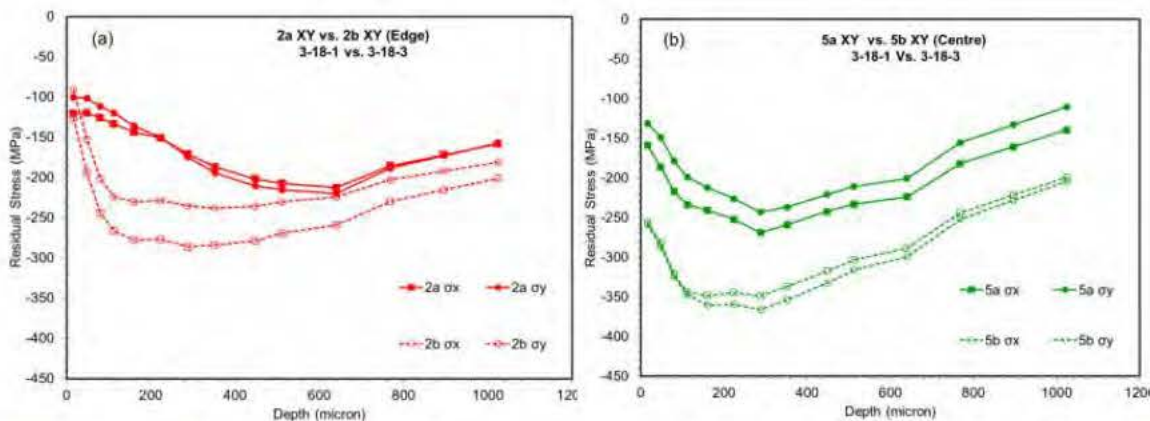 (a)
2a XY vs. 2b XY (Edge)
3-18-1 vs. 3-18-3
0
-50
-100
-150
-200
-250
-300
-350
-400
-450
Residual Stress (MPa)
2a σx
2a σy
2b σx
2b σy
0
200
400
600
800
1000
120
Depth (micron)
(b)
5a XY vs. 5b XY (Centre)
3-18-1 Vs. 3-18-3
0
-50
-100
-150
-200
-250
-300
-350
-400
-450
Residual Stress (MPa)
5a σx
5a σy
5b σx
5b σy
0
200
400
600
800
1000
1200
Depth (micron)